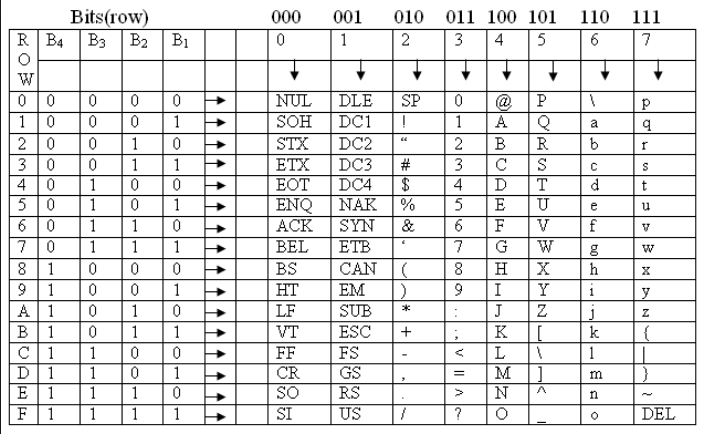 Bits(row) 000 001 010 011 100 101 110 111
R O W B4 B3 B2 B1 0 1 2 3 4 5 6 7
0 0 0 0 0 NUL DLE SP 0 @ P \ p
1 0 0 0 1 SOH DC1 ! 1 A Q a q
2 0 0 1 0 STX DC2 “ 2 B R b r
3 0 0 1 1 ETX DC3 # 3 C S c s
4 0 1 0 0 EOT DC4 $ 4 D T d t
5 0 1 0 1 ENQ NAK % 5 E U e u
6 0 1 1 0 ACK SYN & 6 F V f v
7 0 1 1 1 BEL ETB ‘ 7 G W g w
8 1 0 0 0 BS CAN ( 8 H X h x
9 1 0 0 1 HT EM ) 9 I Y i y
A 1 0 1 0 LF SUB * : J Z j z
B 1 0 1 1 VT ESC + ; K [ k {
C 1 1 0 0 FF FS - < L \ l |
D 1 1 0 1 CR GS , = M ] m }
E 1 1 1 0 SO RS . > N ^ n ~
F 1 1 1 1 SI US / ? O _ o DEL